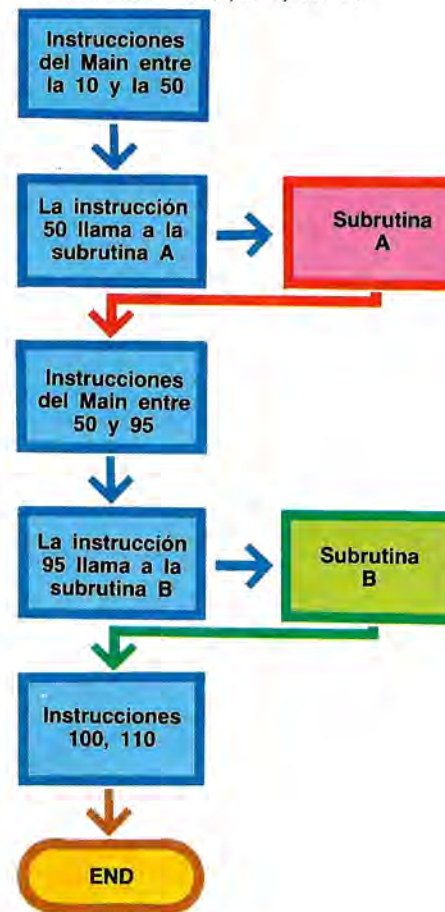 Instrucciones
del Main entre
la 10 y la 50
La instrucción
50 llama a la
subrutina A
Subrutina
A
Instrucciones
del Main entre
50 y 95
La instrucción
95 llama a la
subrutina B
Subrutina
B
Instrucciones
100, 110
END